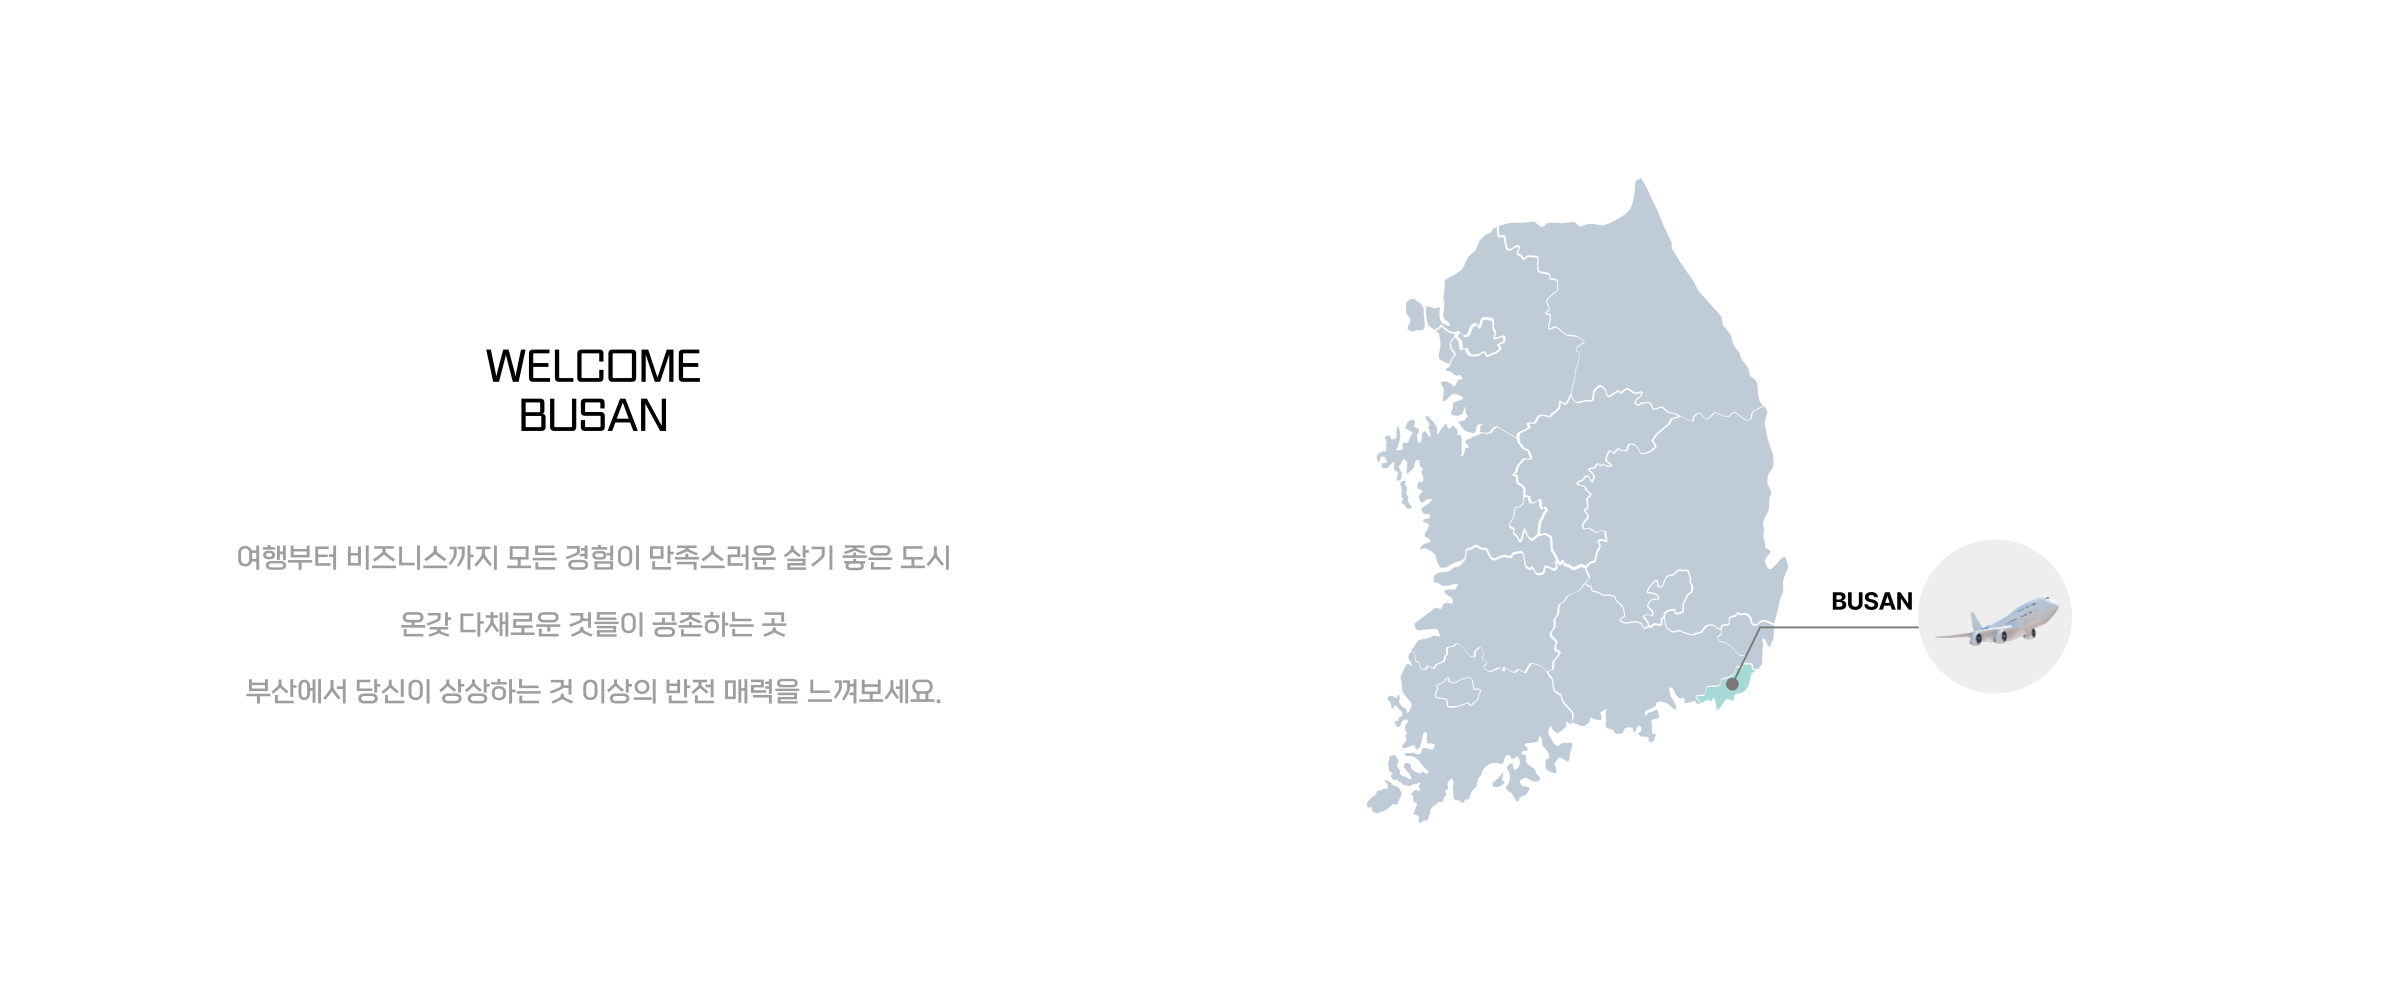 WELCOME
BUSAN
여행부터 비즈니스까지 모든 경험이 만족스러운 살기 좋은 도시
온갖 다채로운 것들이 공존하는 곳
부산에서 당신이 상상하는 것 이상의 반전 매력을 느껴보세요.
BUSAN